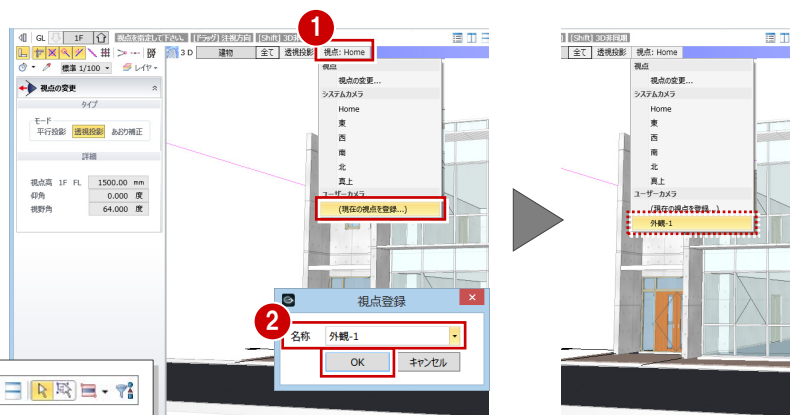 GL 1F 視点を指定して下さい。 [ドラッグ] 注視方向 [Shift] 3D
3D 建物 全て 透視投影 視点: Home
標準 1/100 レイヤ
1
視点の変更
タイプ
モード
平行投影 透視投影 あおり補正
詳細
視点高 1F FL 1500.00 mm
仰角 0.000 度
視野角 64.000 度
視点
視点の変更...
システムカメラ
Home
東
西
南
北
真上
ユーザーカメラ
(現在の視点を登録...)
視点登録
2
名称 外観-1
OK キャンセル
[Shift] 3D非同期
全て 透視投影 視点: Home
視点
視点の変更...
システムカメラ
Home
東
西
南
北
真上
ユーザーカメラ
(現在の視点を登録...)
外観-1